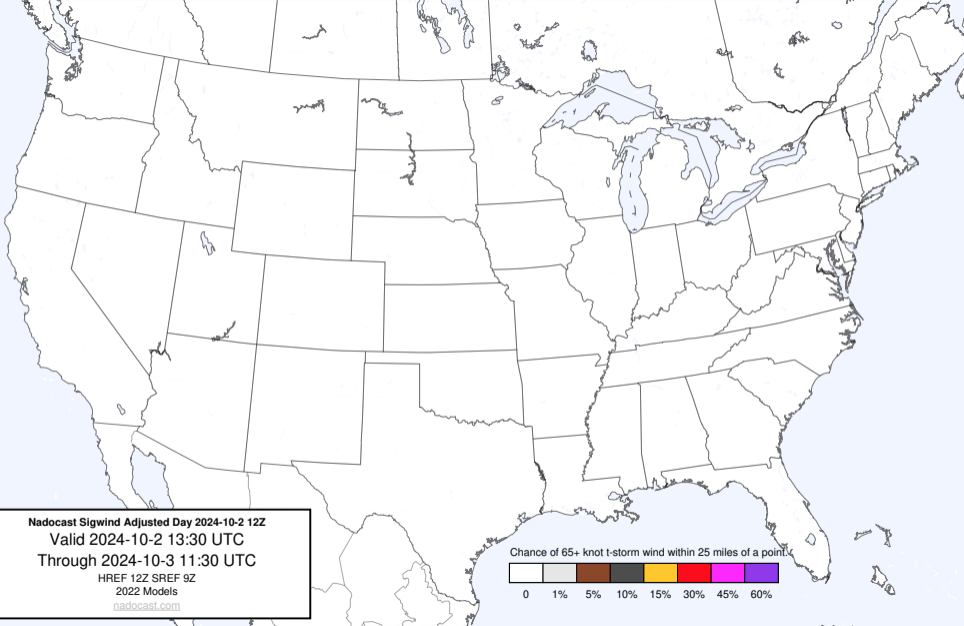 Nadocast Sigwind Adjusted Day 2024-10-2 12Z
Valid 2024-10-2 13:30 UTC
Through 2024-10-3 11:30 UTC
HREF 12Z SREF 9Z
2022 Models
nadocast.com
Chance of 65+ knot t-storm wind within 25 miles of a point.
0 1% 5% 10% 15% 30% 45% 60%